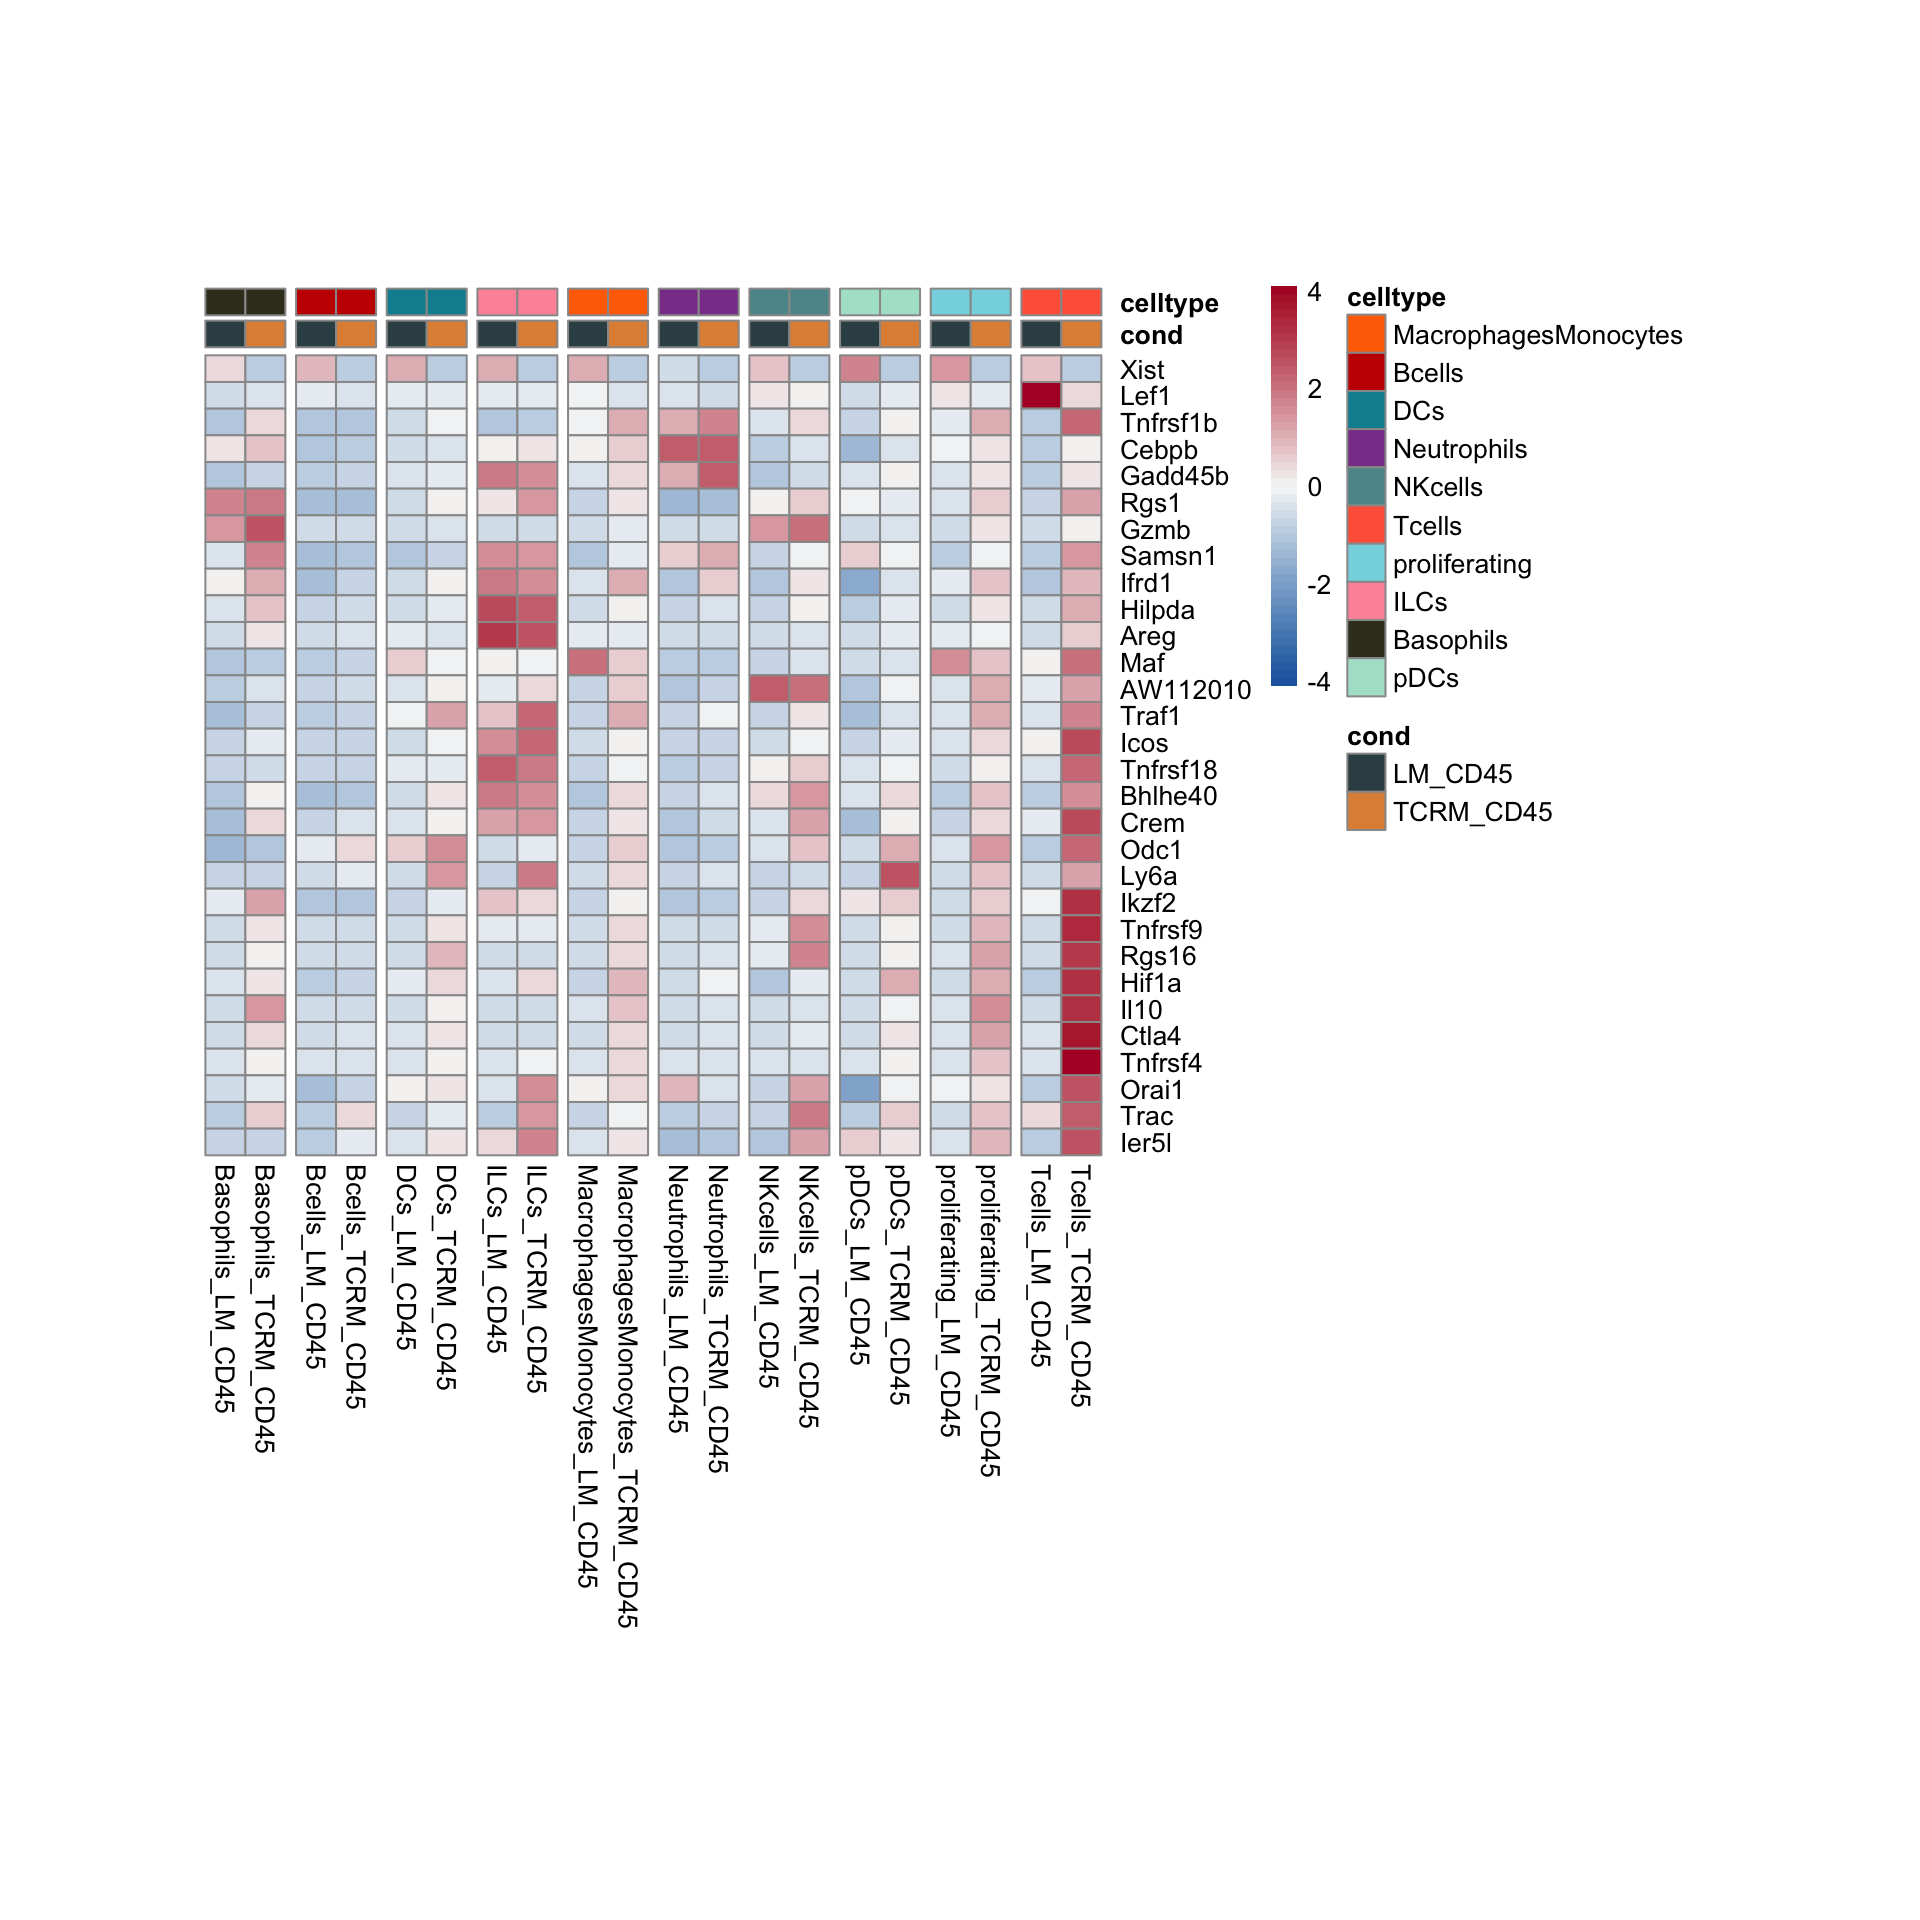 celltype
cond
Xist
Lef1
Tnfrsf1b
Cebpb
Gadd45b
Rgs1
Gzmb
Samsn1
Ifrd1
Hilpda
Areg
Maf
AW112010
Traf1
Icos
Tnfrsf18
Bhlhe40
Crem
Odc1
Ly6a
Ikzf2
Tnfrsf9
Rgs16
Hif1a
Il10
Ctla4
Tnfrsf4
Orai1
Trac
Ier5l
Basophils_LM_CD45
Basophils_TCRM_CD45
Bcells_LM_CD45
Bcells_TCRM_CD45
DCs_LM_CD45
DCs_TCRM_CD45
ILCs_LM_CD45
ILCs_TCRM_CD45
MacrophagesMonocytes_LM_CD45
MacrophagesMonocytes_TCRM_CD45
Neutrophils_LM_CD45
Neutrophils_TCRM_CD45
NKcells_LM_CD45
NKcells_TCRM_CD45
pDCs_LM_CD45
pDCs_TCRM_CD45
proliferating_LM_CD45
proliferating_TCRM_CD45
Tcells_LM_CD45
Tcells_TCRM_CD45
4
2
0
-2
-4
celltype
MacrophagesMonocytes
Bcells
DCs
Neutrophils
NKcells
Tcells
proliferating
ILCs
Basophils
pDCs
cond
LM_CD45
TCRM_CD45